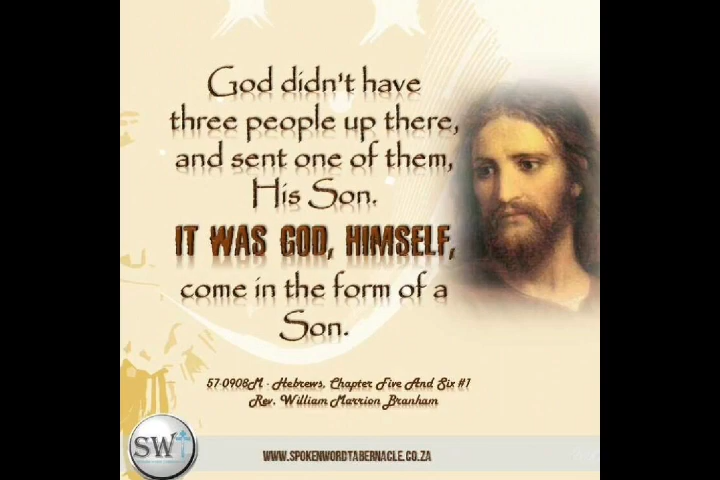 God didn't have
three people up there,
and sent one of them,
His Son.
IT WAS GOD, HIMSELF,
come in the form of a
Son.
57-0908M - Hebrews, Chapter Five And Six #1
Rev. William Marrion Branham
SW
WWW.SPOKENWORDTABERNACLE.CO.ZA